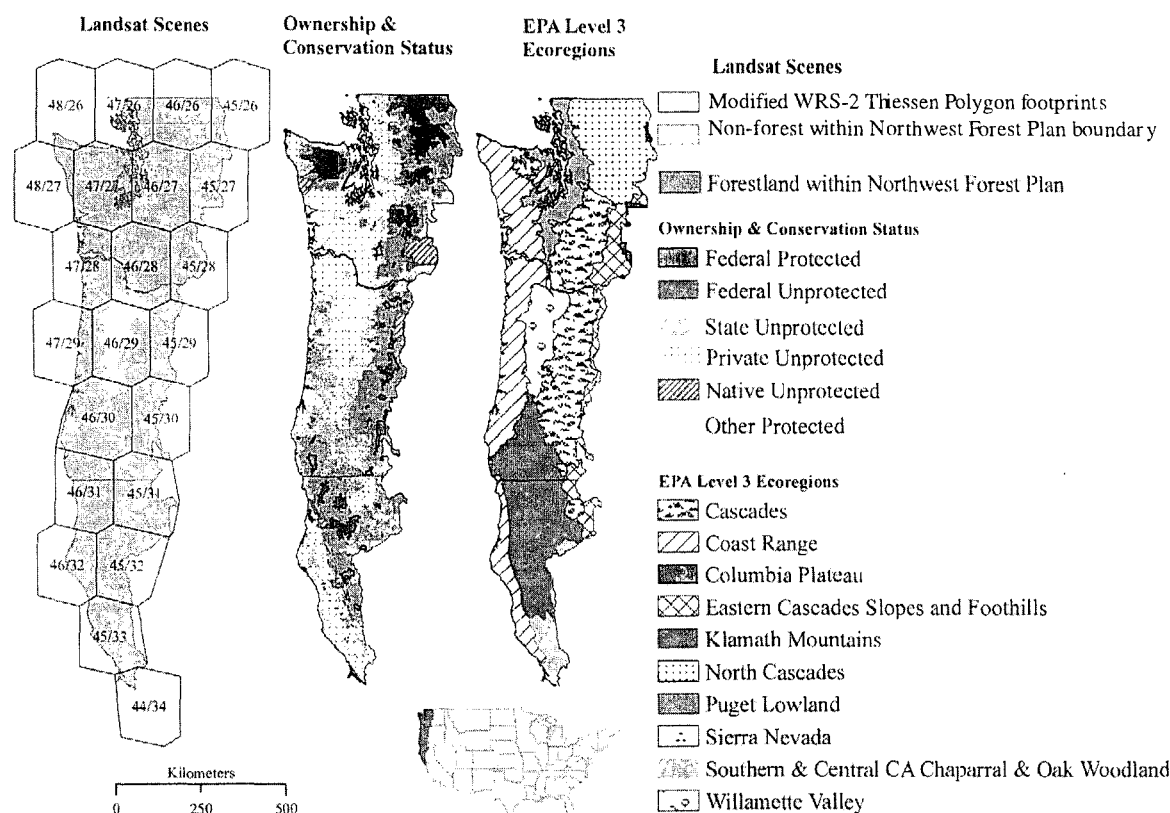 Landsat Scenes
48/26
47/26
46/26
45/26
48/27
47/27
46/27
45/27
47/28
46/28
45/28
47/29
46/29
45/29
46/30
45/30
46/31
45/31
46/32
45/32
45/33
44/34
Kilometers
0
250
500
Ownership &
Conservation Status
EPA Level 3
Ecoregions
Landsat Scenes
Modified WRS-2 Thiessen Polygon footprints
Non-forest within Northwest Forest Plan boundary
Forestland within Northwest Forest Plan
Ownership & Conservation Status
Federal Protected
Federal Unprotected
State Unprotected
Private Unprotected
Native Unprotected
Other Protected
EPA Level 3 Ecoregions
Cascades
Coast Range
Columbia Plateau
Eastern Cascades Slopes and Foothills
Klamath Mountains
North Cascades
Puget Lowland
Sierra Nevada
Southern & Central CA Chaparral & Oak Woodland
Willamette Valley